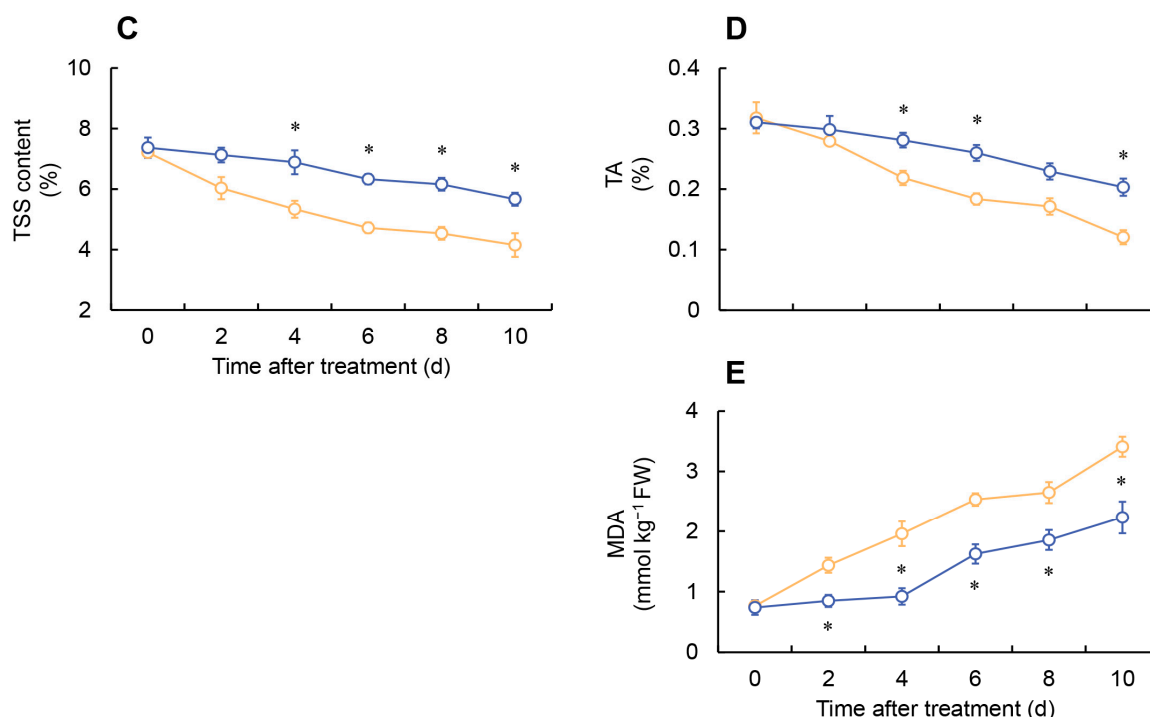 C
10
8
6
4
2
TSS content
(%)
*
*
*
*
0 2 4 6 8 10
Time after treatment (d)
D
0.4
0.3
0.2
0.1
0
TA
(%)
*
*
*
E
4
3
2
1
0
MDA
(mmol kg⁻¹ FW)
*
*
*
*
*
0 2 4 6 8 10
Time after treatment (d)